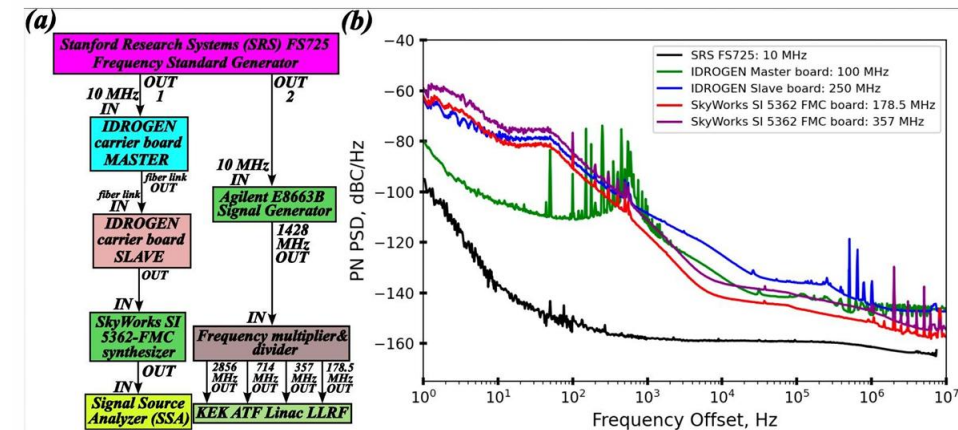 (a)
Stanford Research Systems (SRS) FS725
Frequency Standard Generator
OUT
1
OUT
2
10 MHz
IN
IDROGEN
carrier board
MASTER
fiber link
OUT
fiber link
IN
IDROGEN
carrier board
SLAVE
OUT
IN
SkyWorks SI
5362-FMC
synthesizer
OUT
IN
Signal Source
Analyzer (SSA)
10 MHz
IN
Agilent E8663B
Signal Generator
1428
MHz
OUT
IN
Frequency multiplier&
divider
2856
MHz
OUT
714
MHz
OUT
357
MHz
OUT
178.5
MHz
OUT
KEK ATF Linac LLRF
(b)
PN PSD, dBC/Hz
−40
−60
−80
−100
−120
−140
−160
SRS FS725: 10 MHz
IDROGEN Master board: 100 MHz
IDROGEN Slave board: 250 MHz
SkyWorks SI 5362 FMC board: 178.5 MHz
SkyWorks SI 5362 FMC board: 357 MHz
10⁰ 10¹ 10² 10³ 10⁴ 10⁵ 10⁶ 10⁷
Frequency Offset, Hz